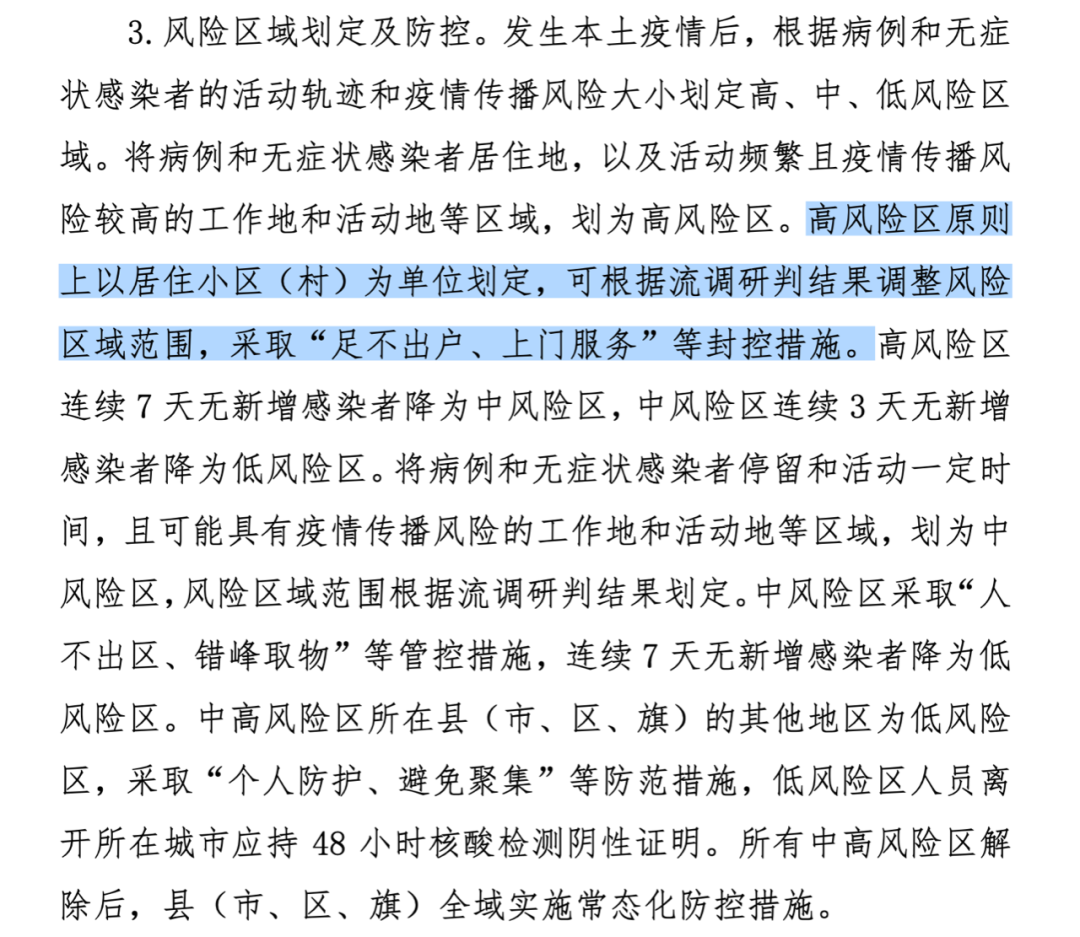 3.风险区域划定及防控。发生本土疫情后，根据病例和无症
状感染者的活动轨迹和疫情传播风险大小划定高、中、低风险区
域。将病例和无症状感染者居住地，以及活动频繁且疫情传播风
险较高的工作地和活动地等区域，划为高风险区。高风险区原则
上以居住小区（村）为单位划定，可根据流调研判结果调整风险
区域范围，采取“足不出户、上门服务”等封控措施。高风险区
连续 7 天无新增感染者降为中风险区，中风险区连续 3 天无新增
感染者降为低风险区。将病例和无症状感染者停留和活动一定时
间，且可能具有疫情传播风险的工作地和活动地等区域，划为中
风险区，风险区域范围根据流调研判结果划定。中风险区采取“人
不出区、错峰取物”等管控措施，连续 7 天无新增感染者降为低
风险区。中高风险区所在县（市、区、旗）的其他地区为低风险
区，采取“个人防护、避免聚集”等防范措施，低风险区人员离
开所在城市应持 48 小时核酸检测阴性证明。所有中高风险区解
除后，县（市、区、旗）全域实施常态化防控措施。